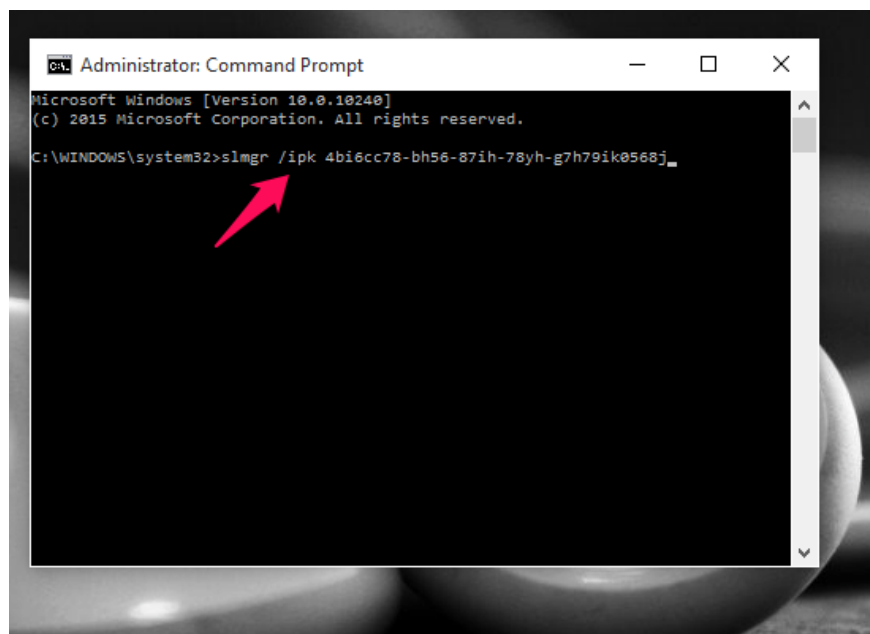 Administrator: Command Prompt
Microsoft Windows [Version 10.0.10240]
(c) 2015 Microsoft Corporation. All rights reserved.
C:\WINDOWS\system32>slmgr /ipk 4bi6cc78-bh56-87ih-78yh-g7h79ik0568j_